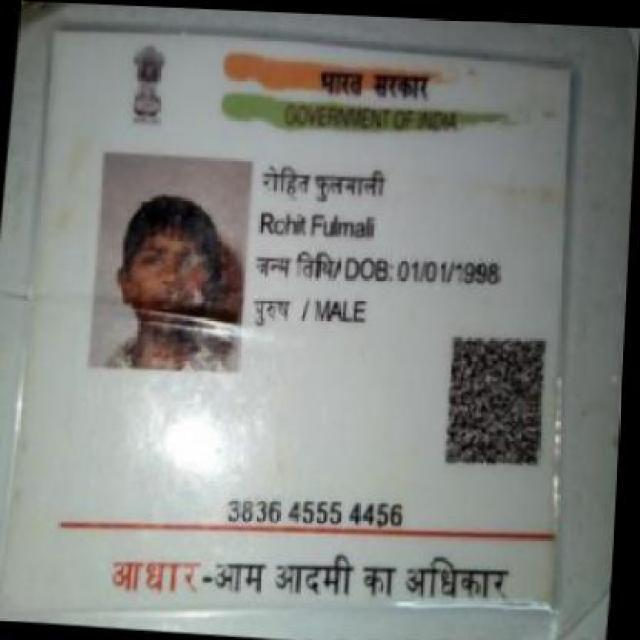 भारत सरकार
GOVERNMENT OF INDIA
रोहित फुलमाली
Rohit Fulmali
जन्म तिथि/ DOB: 01/01/1998
पुरुष / MALE
3836 4555 4456
आधार-आम आदमी का अधिकार